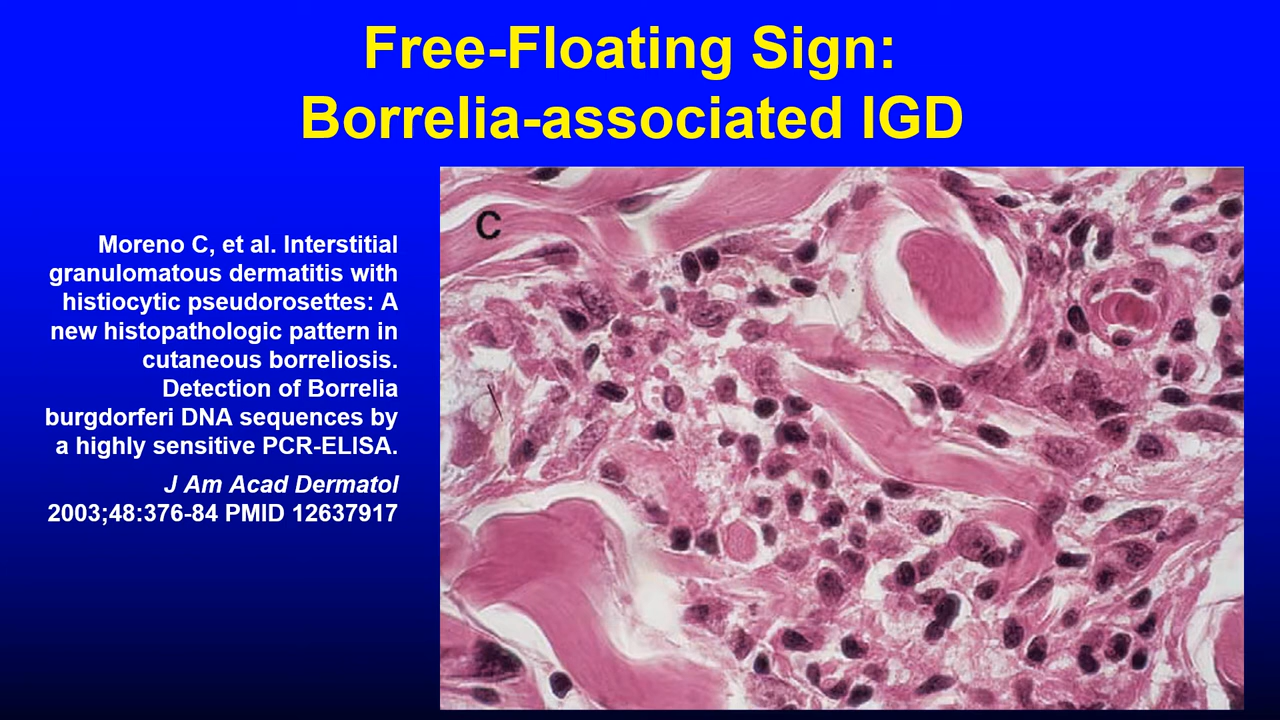 Free-Floating Sign:
Borrelia-associated IGD
Moreno C, et al. Interstitial
granulomatous dermatitis with
histiocytic pseudorosettes: A
new histopathologic pattern in
cutaneous borreliosis.
Detection of Borrelia
burgdorferi DNA sequences by
a highly sensitive PCR-ELISA.
J Am Acad Dermatol
2003;48:376-84 PMID 12637917
C